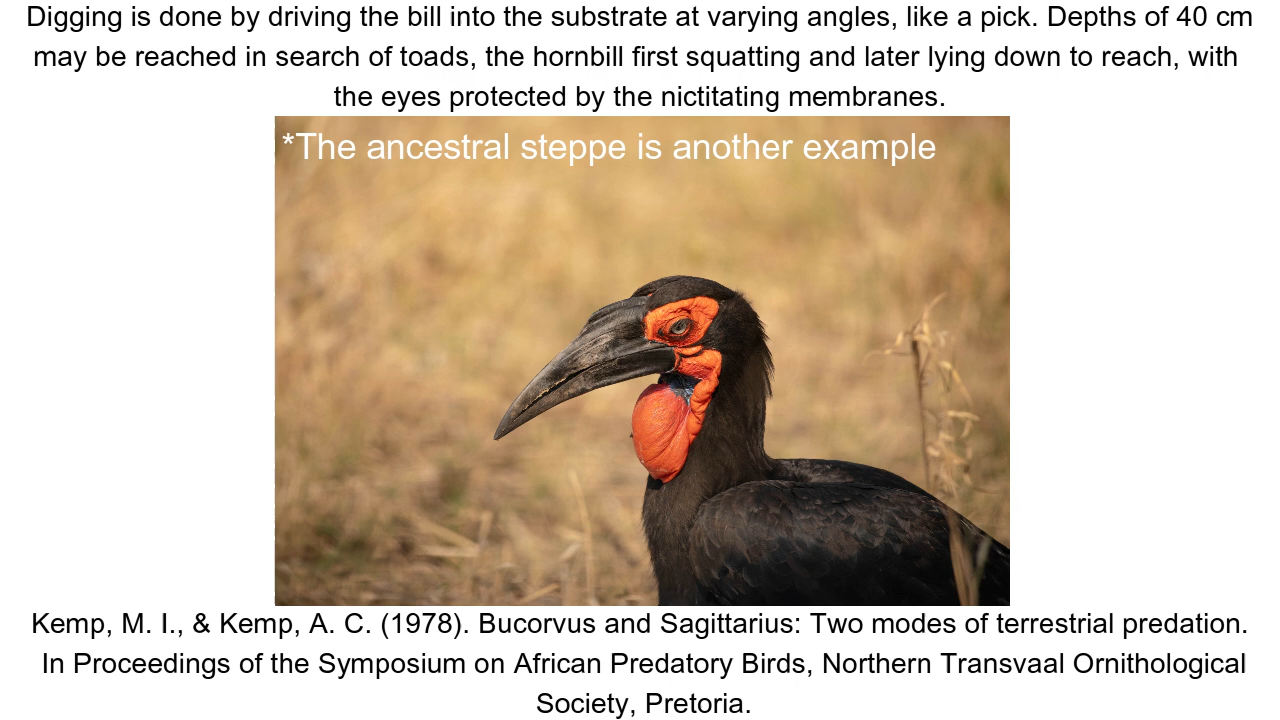 Digging is done by driving the bill into the substrate at varying angles, like a pick. Depths of 40 cm
may be reached in search of toads, the hornbill first squatting and later lying down to reach, with
the eyes protected by the nictitating membranes.
*The ancestral steppe is another example
Kemp, M. I., & Kemp, A. C. (1978). Bucorvus and Sagittarius: Two modes of terrestrial predation.
In Proceedings of the Symposium on African Predatory Birds, Northern Transvaal Ornithological
Society, Pretoria.